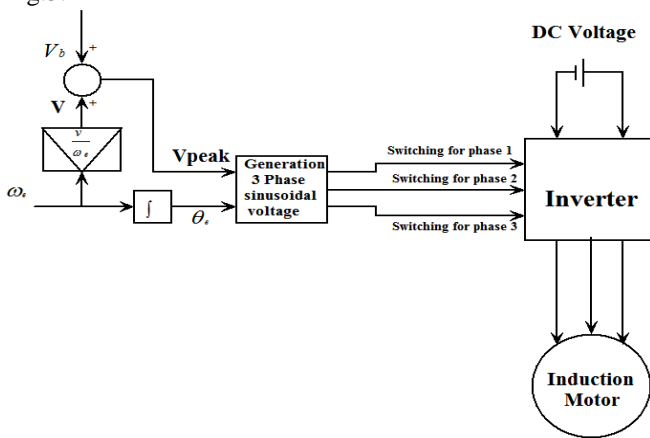 DC Voltage
V_b +
V +
v
ω_e
Vpeak
Generation
3 Phase
sinusoidal
voltage
Switching for phase 1
Switching for phase 2
Switching for phase 3
Inverter
ω_e
∫
θ_e
Induction
Motor